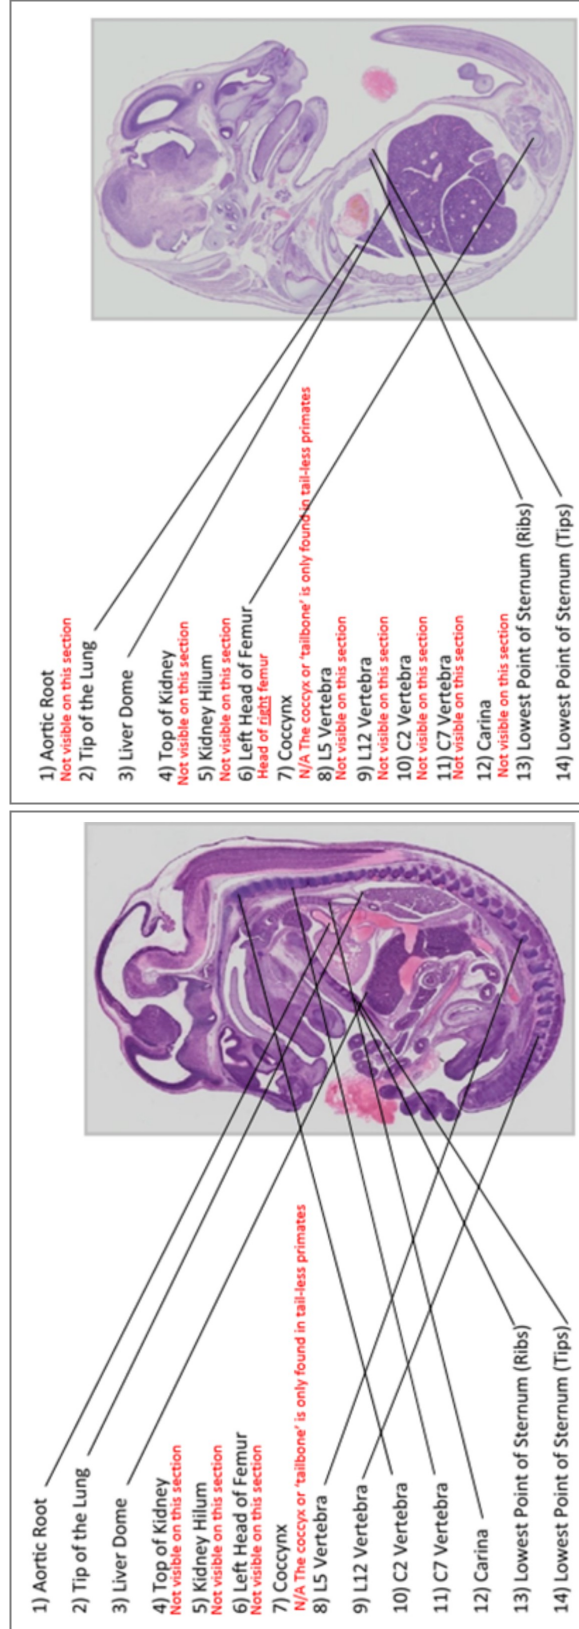 1) Aortic Root
2) Tip of the Lung
3) Liver Dome
4) Top of Kidney
Not visible on this section
5) Kidney Hilum
Not visible on this section
6) Left Head of Femur
Not visible on this section
7) Coccynx
N/A The coccyx or 'tailbone' is only found in tail-less primates
8) L5 Vertebra
9) L12 Vertebra
10) C2 Vertebra
11) C7 Vertebra
12) Carina
13) Lowest Point of Sternum (Ribs)
14) Lowest Point of Sternum (Tips)
1) Aortic Root
Not visible on this section
2) Tip of the Lung
3) Liver Dome
4) Top of Kidney
Not visible on this section
5) Kidney Hilum
Not visible on this section
6) Left Head of Femur
Head of right femur
7) Coccynx
N/A The coccyx or 'tailbone' is only found in tail-less primates
8) L5 Vertebra
Not visible on this section
9) L12 Vertebra
Not visible on this section
10) C2 Vertebra
Not visible on this section
11) C7 Vertebra
Not visible on this section
12) Carina
Not visible on this section
13) Lowest Point of Sternum (Ribs)
14) Lowest Point of Sternum (Tips)